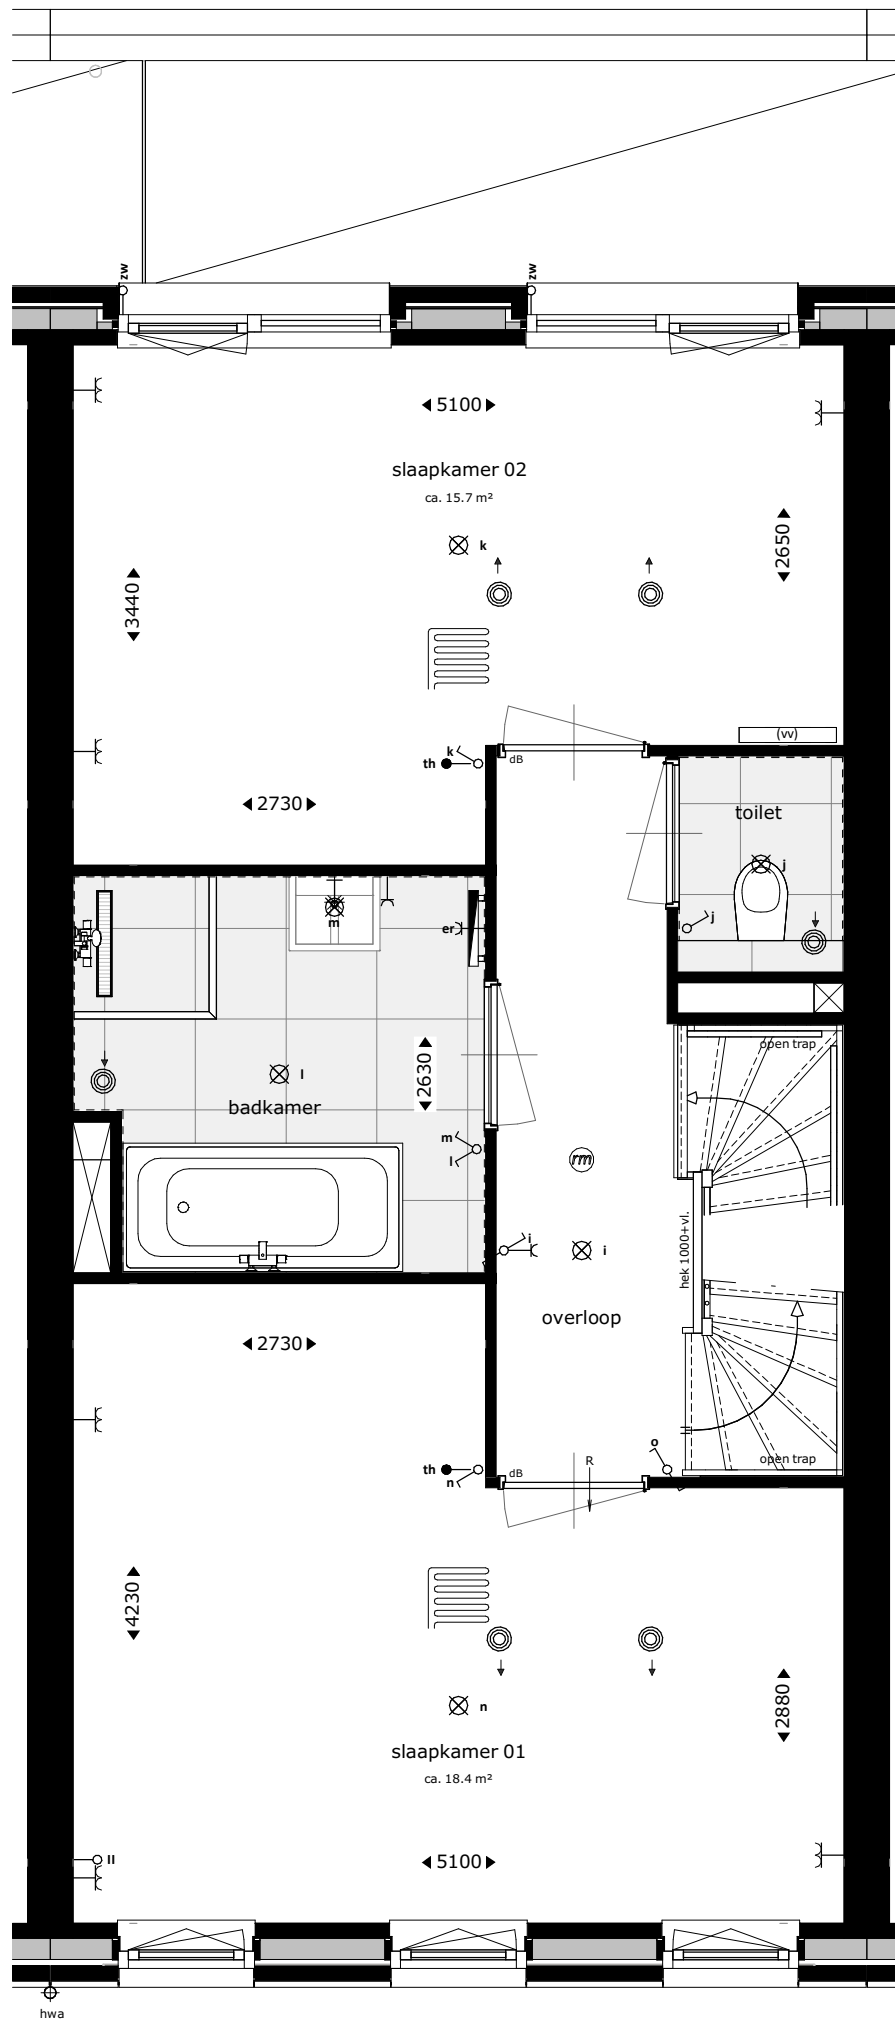 zw
zw
5100
slaapkamer 02
ca. 15.7 m²
k
2650
3440
(vv)
k
th
dB
2730
toilet
j
m
er
j
open trap
l
2630
badkamer
m
l
rm
i
i
hek 1000+vl.
overloop
2730
o
open trap
th
n
dB
R
4230
n
2880
slaapkamer 01
ca. 18.4 m²
II
5100
hwa